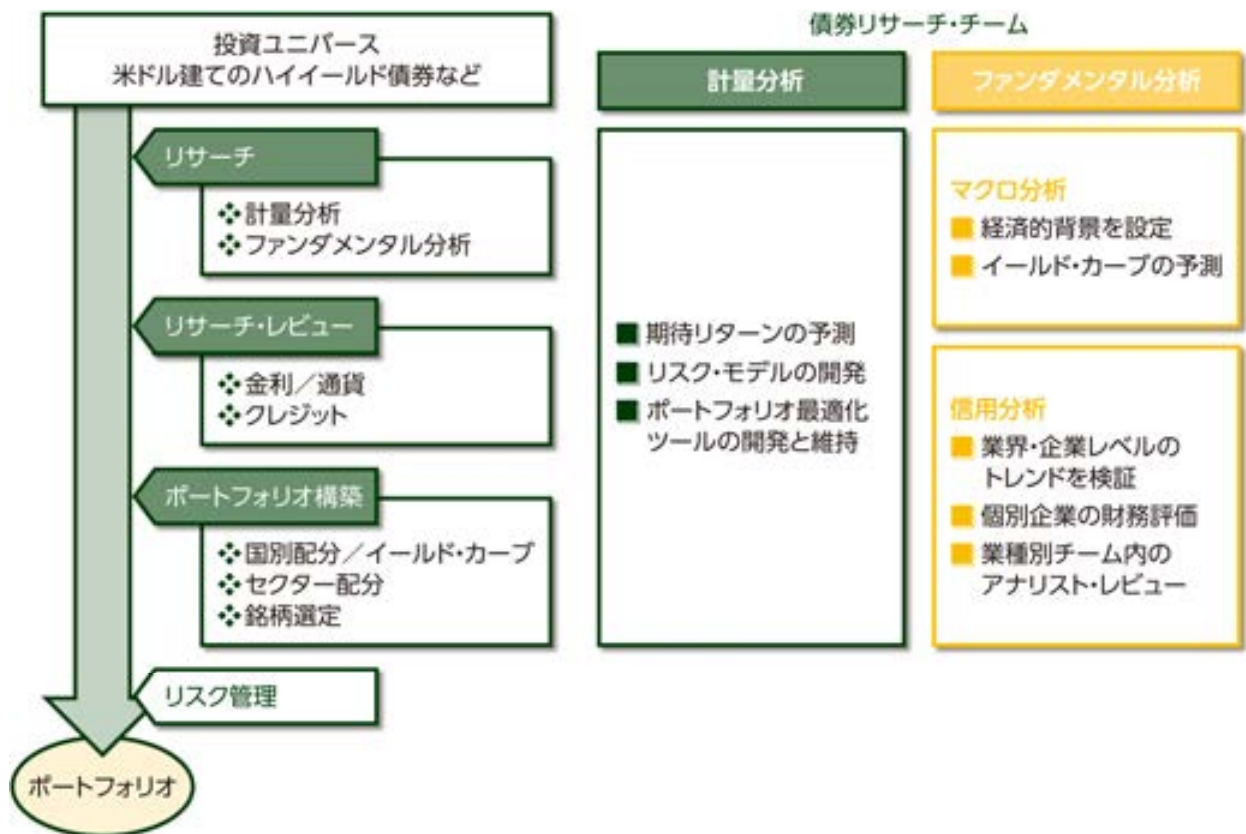 投資ユニバース
米ドル建てのハイイールド債券など
リサーチ
❖計量分析
❖ファンダメンタル分析
リサーチ・レビュー
❖金利／通貨
❖クレジット
ポートフォリオ構築
❖国別配分／イールド・カーブ
❖セクター配分
❖銘柄選定
リスク管理
ポートフォリオ
債券リサーチ・チーム
計量分析
■期待リターンの予測
■リスク・モデルの開発
■ポートフォリオ最適化
ツールの開発と維持
ファンダメンタル分析
マクロ分析
■経済的背景を設定
■イールド・カーブの予測
信用分析
■業界・企業レベルの
トレンドを検証
■個別企業の財務評価
■業種別チーム内の
アナリスト・レビュー